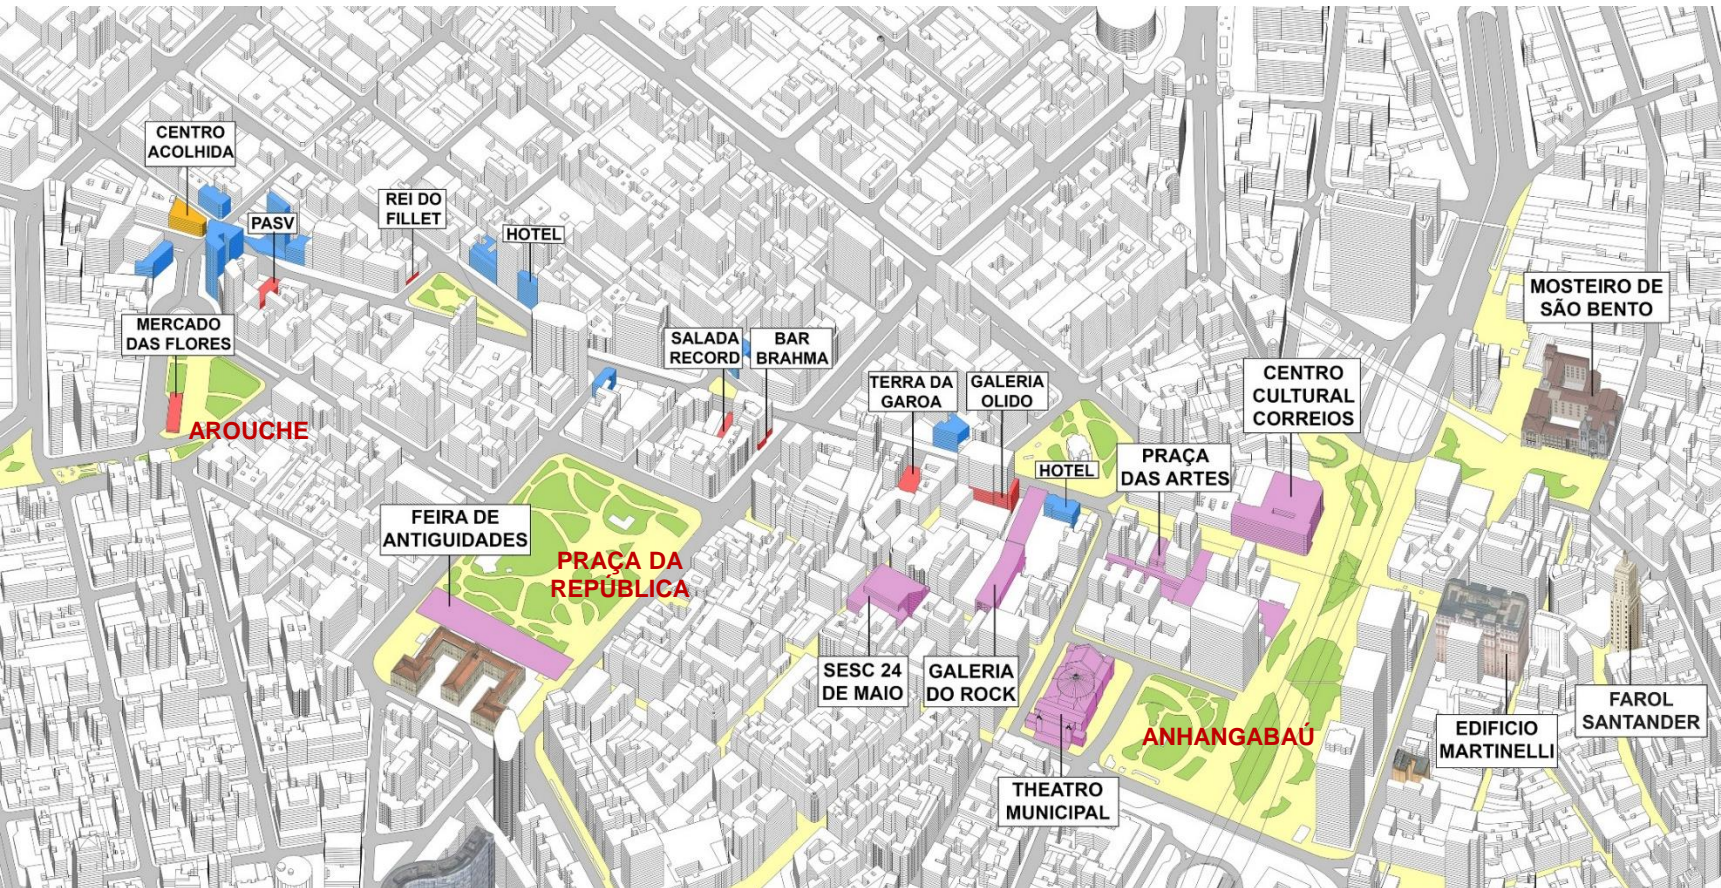 CENTRO
ACOLHIDA
PASV
REI DO
FILLET
HOTEL
MERCADO
DAS FLORES
AROUCHE
SALADA
RECORD
BAR
BRAHMA
TERRA DA
GAROA
GALERIA
OLIDO
HOTEL
PRAÇA
DAS ARTES
CENTRO
CULTURAL
CORREIOS
MOSTEIRO DE
SÃO BENTO
FEIRA DE
ANTIGUIDADES
PRAÇA DA
REPÚBLICA
SESC 24
DE MAIO
GALERIA
DO ROCK
THEATRO
MUNICIPAL
ANHANGABAÚ
EDIFICIO
MARTINELLI
FAROL
SANTANDER